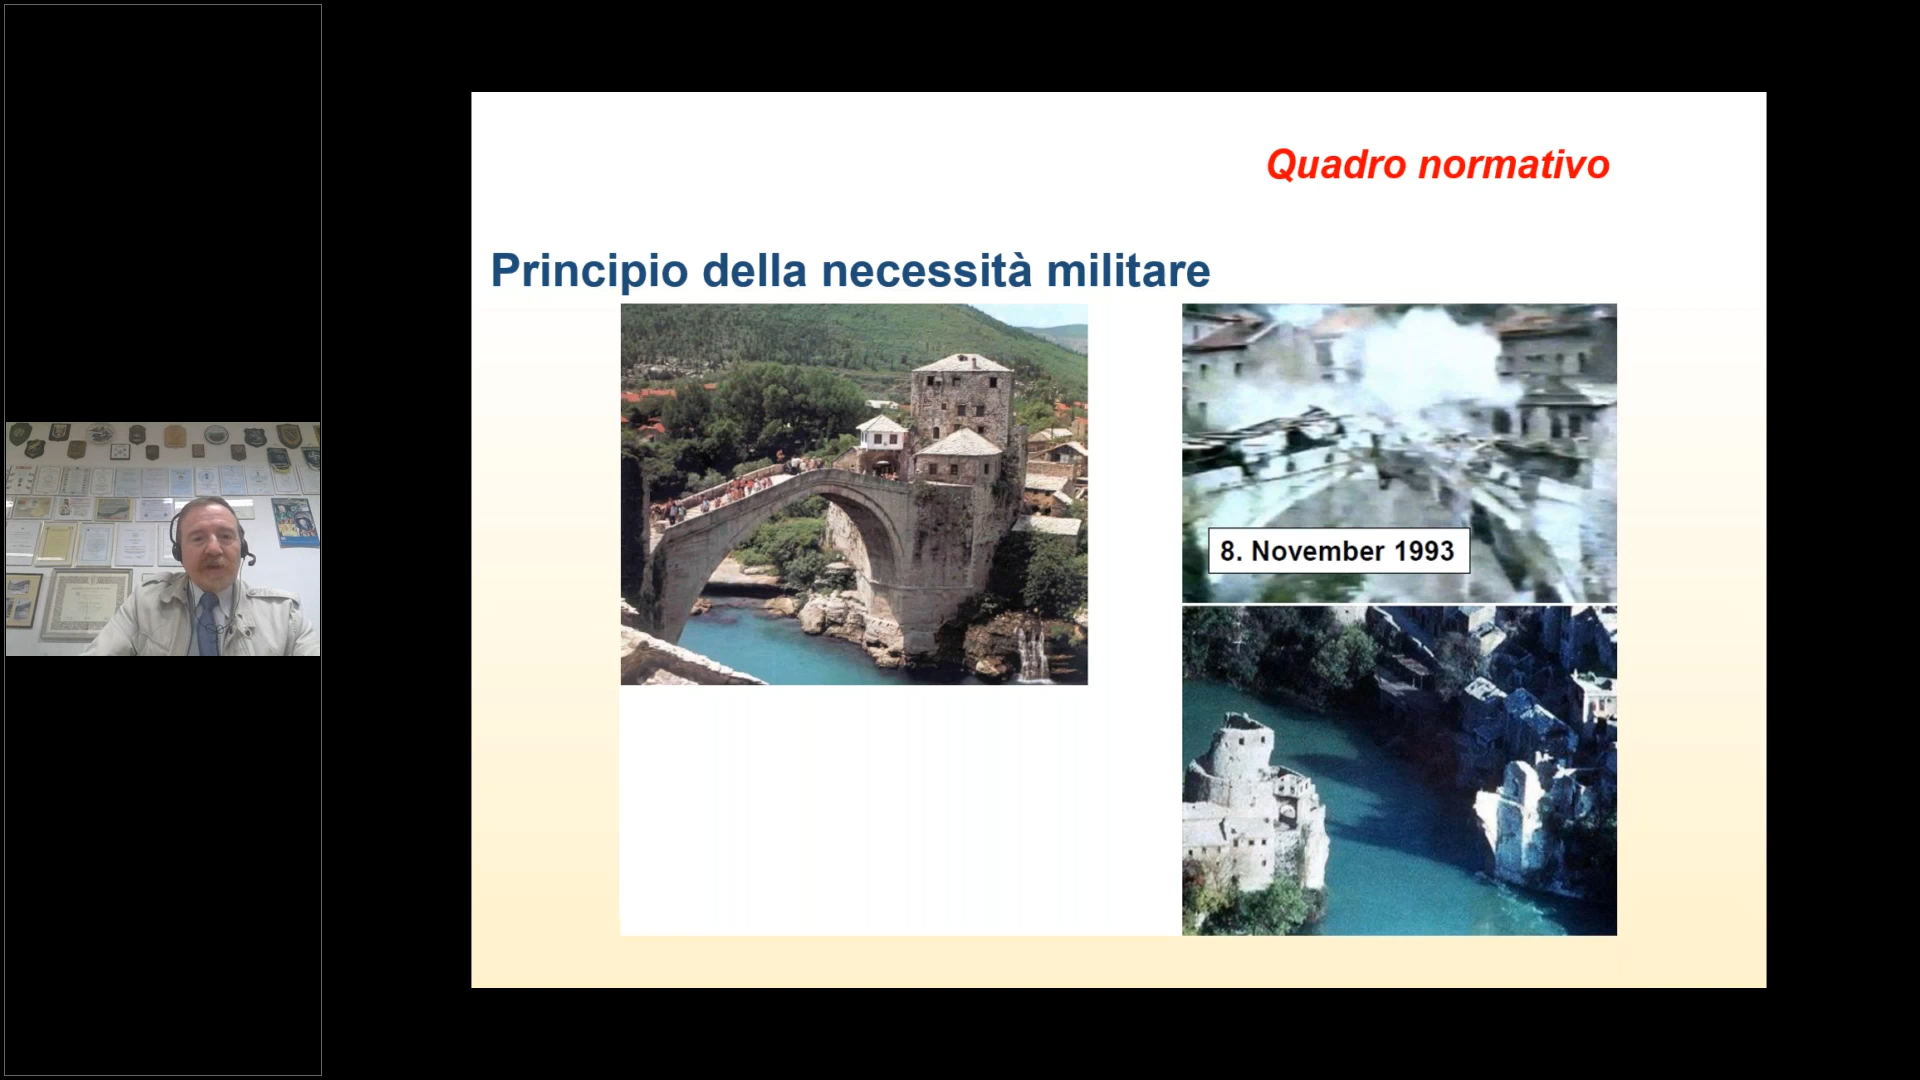 Quadro normativo
Principio della necessità militare
8. November 1993